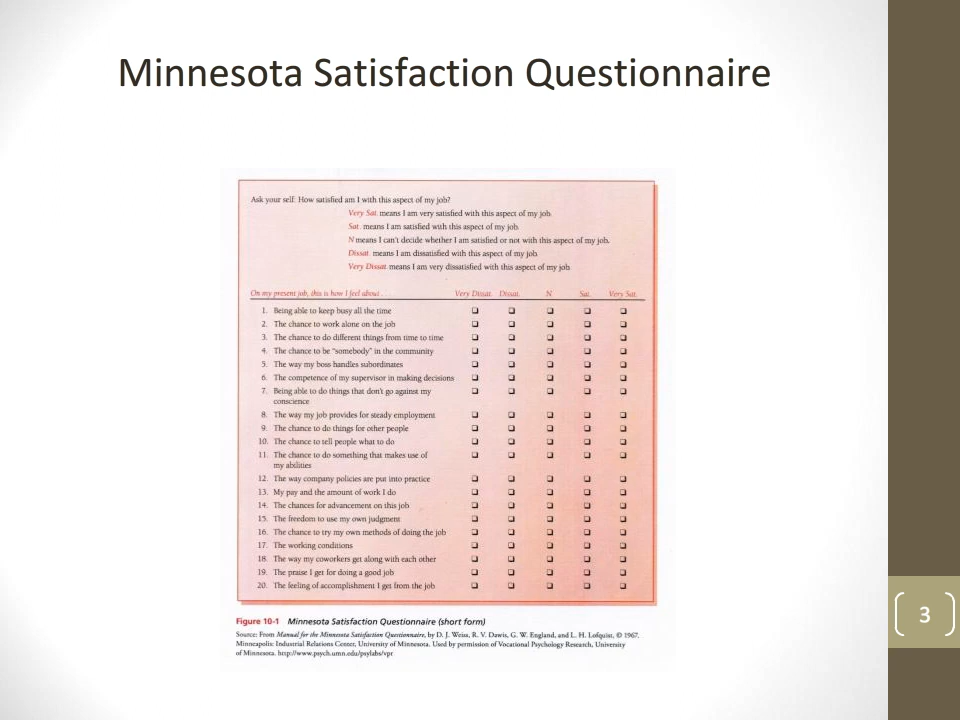 Minnesota Satisfaction Questionnaire
Ask your self: How satisfied am I with this aspect of my job?
Very Sat. means I am very satisfied with this aspect of my job.
Sat. means I am satisfied with this aspect of my job.
N means I can't decide whether I am satisfied or not with this aspect of my job.
Dissat. means I am dissatisfied with this aspect of my job.
Very Dissat. means I am very dissatisfied with this aspect of my job.
On my present job, this is how I feel about . Very Dissat. Dissat. N Sat. Very Sat.
1. Being able to keep busy all the time
2. The chance to work alone on the job
3. The chance to do different things from time to time
4. The chance to be "somebody" in the community
5. The way my boss handles subordinates
6. The competence of my supervisor in making decisions
7. Being able to do things that don't go against my
conscience
8. The way my job provides for steady employment
9. The chance to do things for other people
10. The chance to tell people what to do
11. The chance to do something that makes use of
my abilities
12. The way company policies are put into practice
13. My pay and the amount of work I do
14. The chances for advancement on this job
15. The freedom to use my own judgment
16. The chance to try my own methods of doing the job
17. The working conditions
18. The way my coworkers get along with each other
19. The praise I get for doing a good job
20. The feeling of accomplishment I get from the job
Figure 10-1 Minnesota Satisfaction Questionnaire (short form)
Source: From Manual for the Minnesota Satisfaction Questionnaire, by D. J. Weiss, R. V. Dawis, G. W. England, and L. H. Lofquist, © 1967.
Minneapolis: Industrial Relations Center, University of Minnesota. Used by permission of Vocational Psychology Research, University
of Minnesota. http://www.psych.umn.edu/psylabs/vpr
3